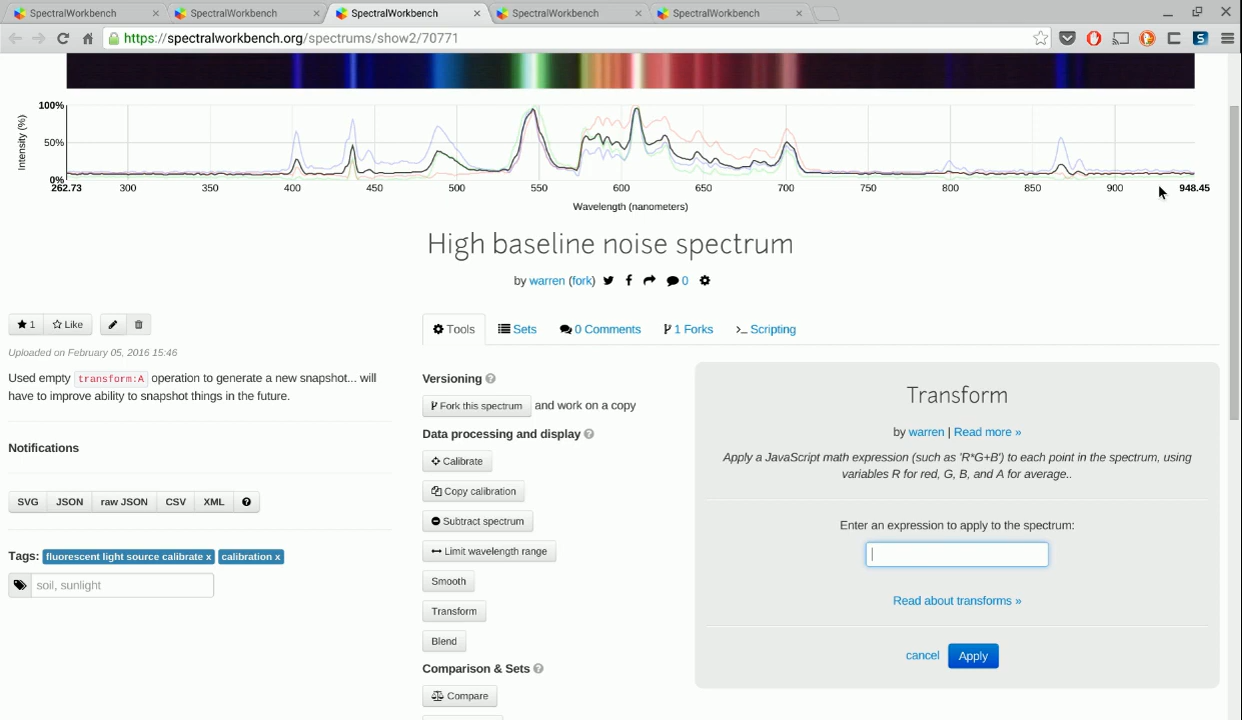 SpectralWorkbench × SpectralWorkbench × SpectralWorkbench × SpectralWorkbench × SpectralWorkbench ×
https://spectralworkbench.org/spectrums/show2/70771
Intensity (%)
100%
50%
0%
262.73 300 350 400 450 500 550 600 650 700 750 800 850 900 948.45
Wavelength (nanometers)
High baseline noise spectrum
by warren (fork) 0
1 Like
Uploaded on February 05, 2016 15:46
Used empty transform:A operation to generate a new snapshot... will
have to improve ability to snapshot things in the future.
Notifications
SVG JSON raw JSON CSV XML ?
Tags: fluorescent light source calibrate x calibration x
soil, sunlight
Tools Sets 0 Comments 1 Forks >_ Scripting
Versioning ?
Fork this spectrum and work on a copy
Data processing and display ?
Calibrate
Copy calibration
Subtract spectrum
Limit wavelength range
Smooth
Transform
Blend
Comparison & Sets ?
Compare
Transform
by warren | Read more »
Apply a JavaScript math expression (such as 'R*G+B') to each point in the spectrum, using
variables R for red, G, B, and A for average..
Enter an expression to apply to the spectrum:
Read about transforms »
cancel Apply